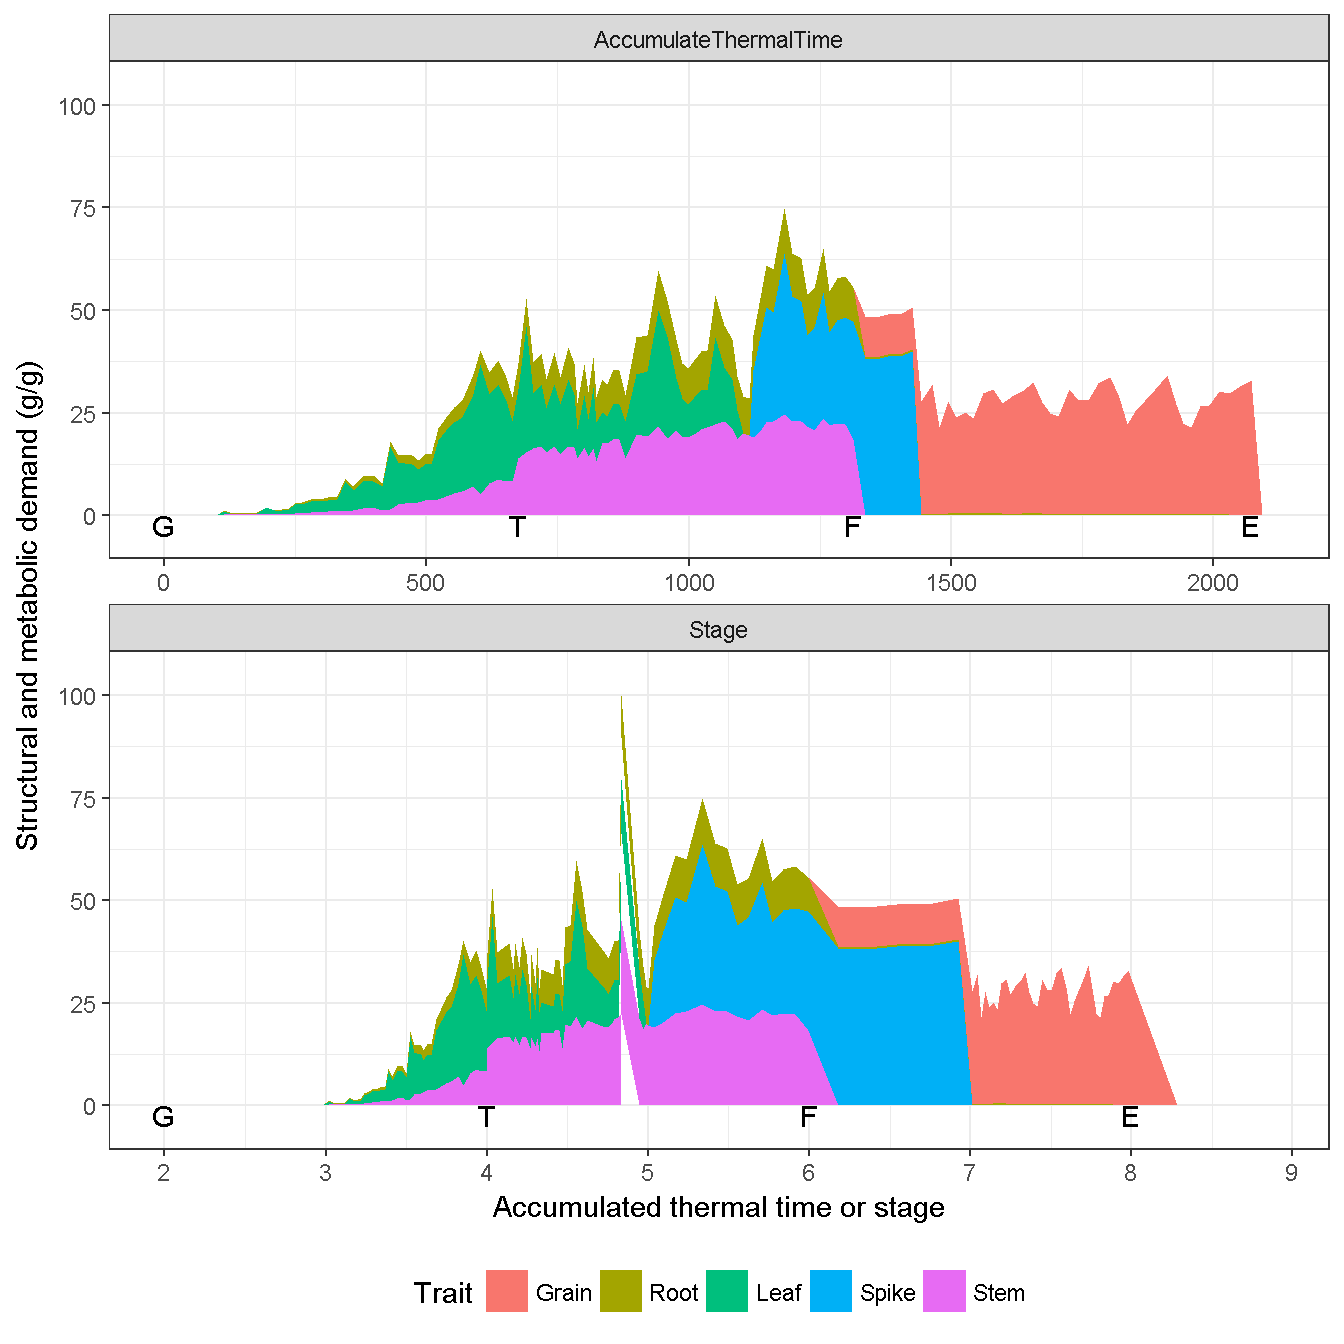 AccumulateThermalTime
100
75
50
25
0
G T F E
0 500 1000 1500 2000
Structural and metabolic demand (g/g)
Stage
100
75
50
25
0
G T F E
2 3 4 5 6 7 8 9
Accumulated thermal time or stage
Trait Grain Root Leaf Spike Stem